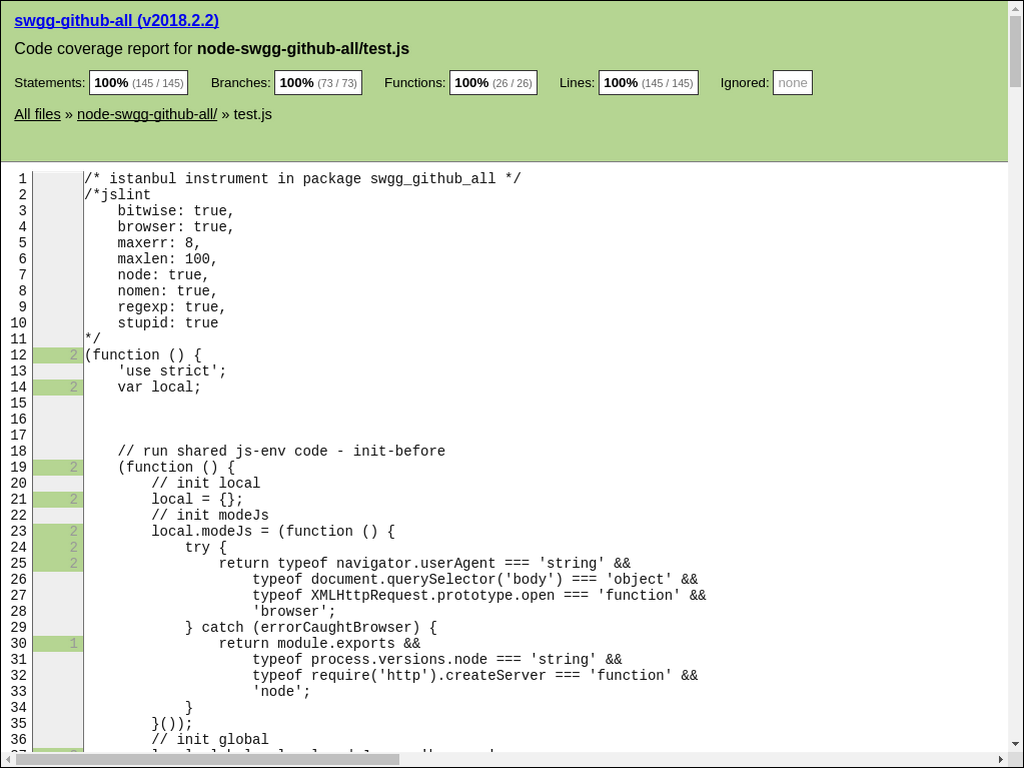 swgg-github-all (v2018.2.2)
Code coverage report for node-swgg-github-all/test.js
Statements: 100% (145 / 145) Branches: 100% (73 / 73) Functions: 100% (26 / 26) Lines: 100% (145 / 145) Ignored: none
All files » node-swgg-github-all/ » test.js
1 /* istanbul instrument in package swgg_github_all */
2 /*jslint
3     bitwise: true,
4     browser: true,
5     maxerr: 8,
6     maxlen: 100,
7     node: true,
8     nomen: true,
9     regexp: true,
10     stupid: true
11 */
12 2 (function () {
13     'use strict';
14 2     var local;
15
16
17
18     // run shared js-env code - init-before
19 2     (function () {
20         // init local
21 2         local = {};
22         // init modeJs
23 2         local.modeJs = (function () {
24 2             try {
25 2                 return typeof navigator.userAgent === 'string' &&
26                     typeof document.querySelector('body') === 'object' &&
27                     typeof XMLHttpRequest.prototype.open === 'function' &&
28                     'browser';
29             } catch (errorCaughtBrowser) {
30 1                 return module.exports &&
31                     typeof process.versions.node === 'string' &&
32                     typeof require('http').createServer === 'function' &&
33                     'node';
34             }
35         }());
36         // init global